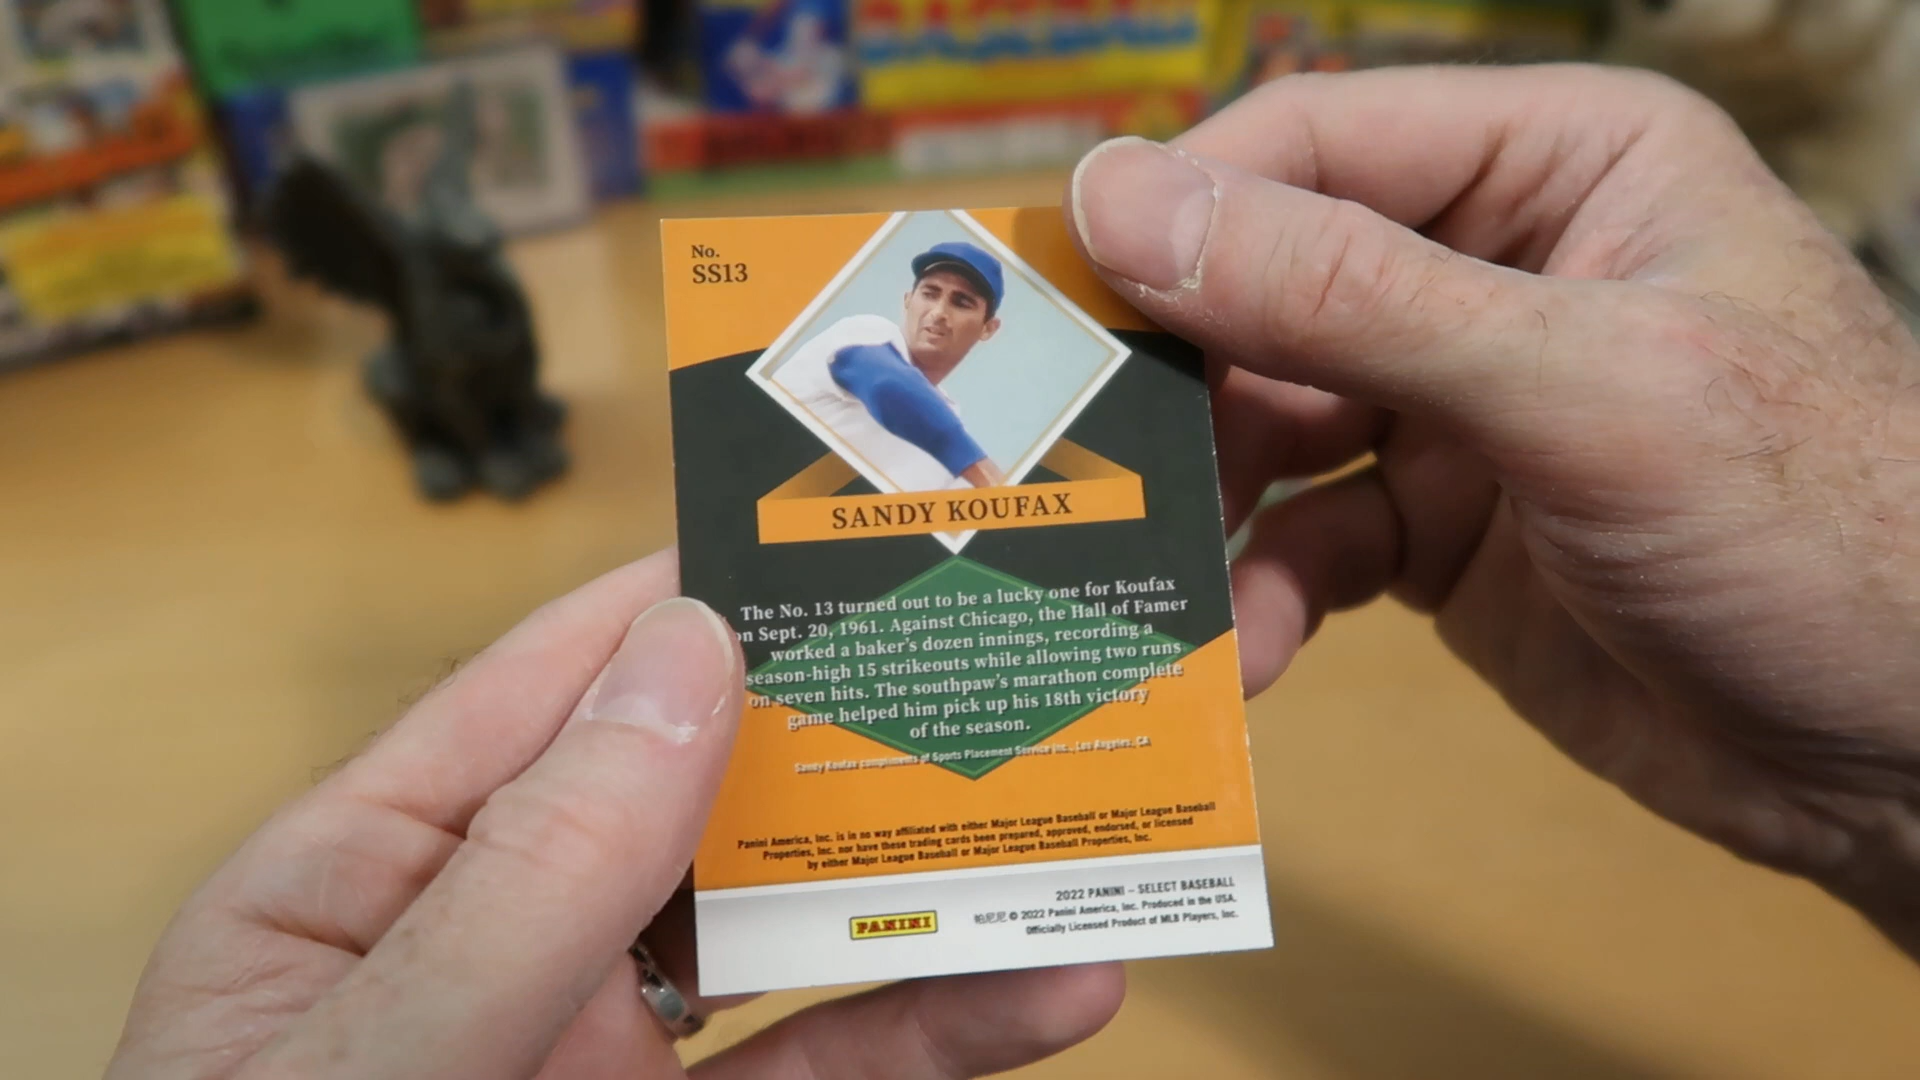 No.
SS13
SANDY KOUFAX
The No. 13 turned out to be a lucky one for Koufax
on Sept. 20, 1961. Against Chicago, the Hall of Famer
worked a baker's dozen innings, recording a
season-high 15 strikeouts while allowing two runs
on seven hits. The southpaw's marathon complete
game helped him pick up his 18th victory
of the season.
Sandy Koufax compliments of Sports Placement Service Inc., Los Angeles, CA
Panini America, Inc. is in no way affiliated with either Major League Baseball or Major League Baseball
Properties, Inc. nor have these trading cards been prepared, approved, endorsed, or licensed
by either Major League Baseball or Major League Baseball Properties, Inc.
2022 PANINI – SELECT BASEBALL
帕尼尼 © 2022 Panini America, Inc. Produced in the USA.
Officially Licensed Product of MLB Players, Inc.
PANINI